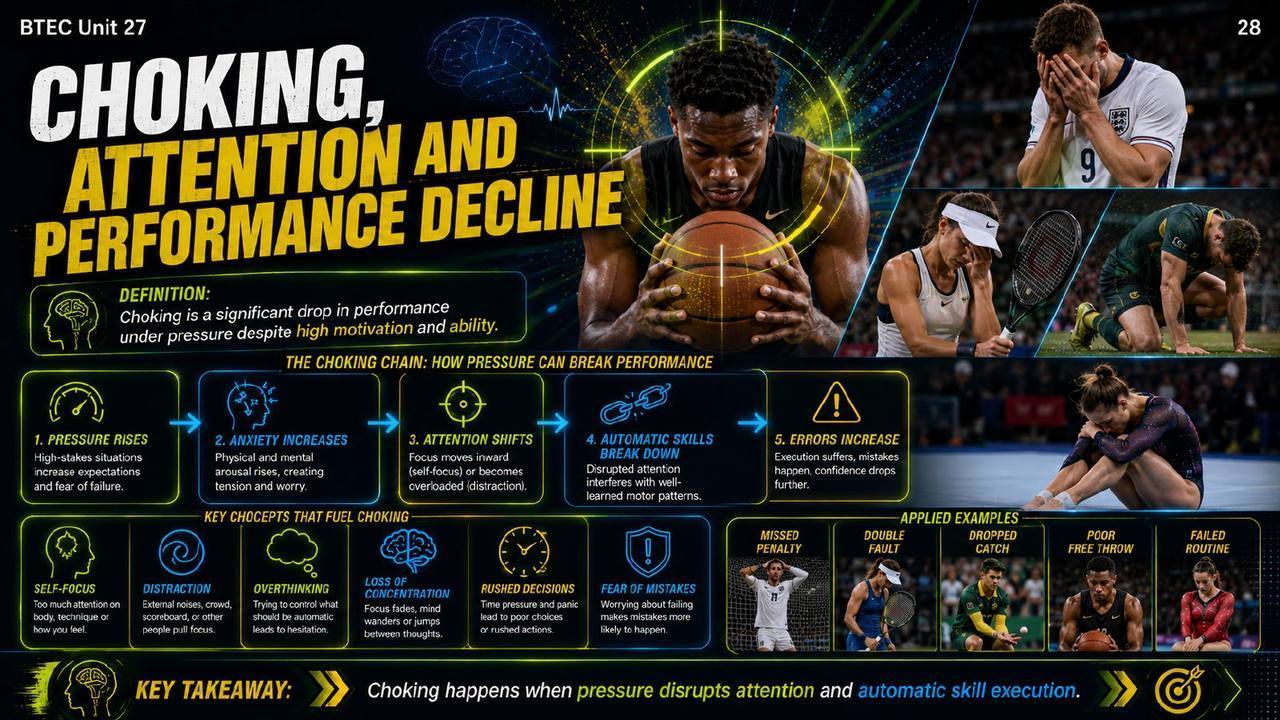 BTEC Unit 27
28
CHOKING,
ATTENTION AND
PERFORMANCE DECLINE
DEFINITION:
Choking is a significant drop in performance
under pressure despite high motivation and ability.
9
THE CHOKING CHAIN: HOW PRESSURE CAN BREAK PERFORMANCE
1. PRESSURE RISES
High-stakes situations
increase expectations
and fear of failure.
2. ANXIETY INCREASES
Physical and mental
arousal rises, creating
tension and worry.
3. ATTENTION SHIFTS
Focus moves inward
(self-focus) or becomes
overloaded (distraction).
4. AUTOMATIC SKILLS
BREAK DOWN
Disrupted attention
interferes with well-
learned motor patterns.
5. ERRORS INCREASE
Execution suffers, mistakes
happen, confidence drops
further.
KEY CHOCEPTS THAT FUEL CHOKING
SELF-FOCUS
Too much attention on
body, technique or
how you feel.
DISTRACTION
External noises, crowd,
scoreboard, or other
people pull focus.
OVERTHINKING
Trying to control what
should be automatic
leads to hesitation.
LOSS OF
CONCENTRATION
Focus fades, mind
wanders or jumps
between thoughts.
RUSHED DECISIONS
Time pressure and panic
lead to poor choices
or rushed actions.
FEAR OF MISTAKES
Worrying about failing
makes mistakes more
likely to happen.
APPLIED EXAMPLES
MISSED
PENALTY
DOUBLE
FAULT
DROPPED
CATCH
POOR
FREE THROW
FAILED
ROUTINE
KEY TAKEAWAY:
Choking happens when pressure disrupts attention and automatic skill execution.